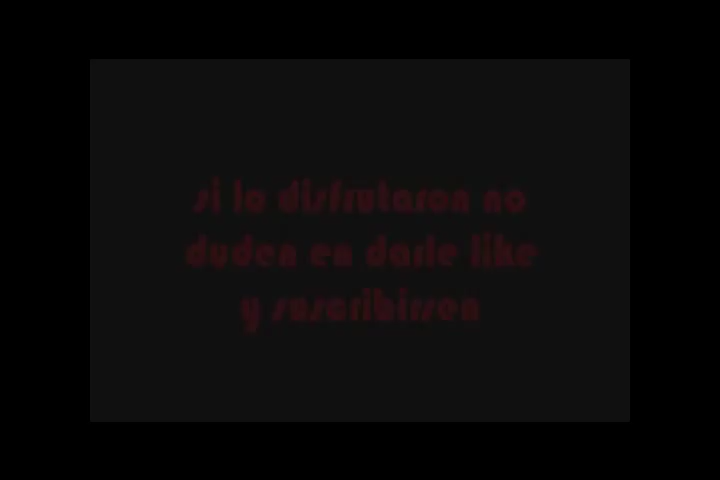 si lo disfrutaron no
duden en darle like
y suscribirsen